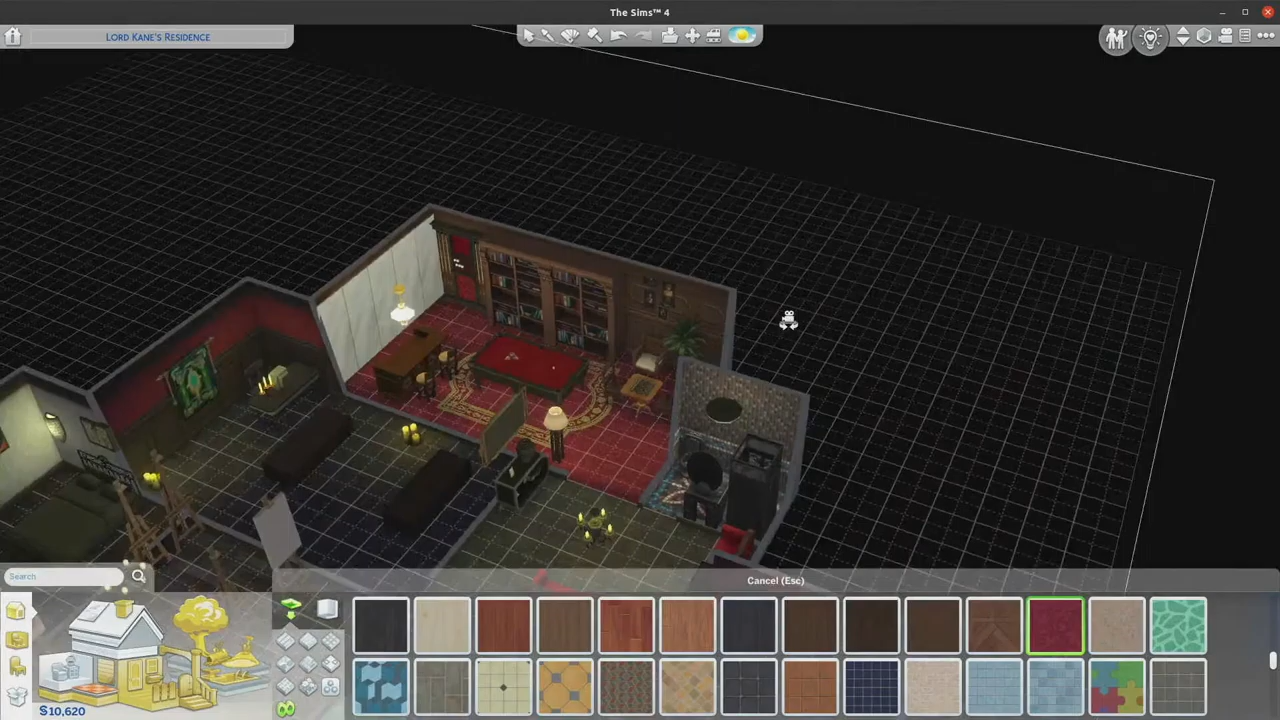 The Sims™ 4
LORD KANE'S RESIDENCE
Search
Cancel (Esc)
$10,620